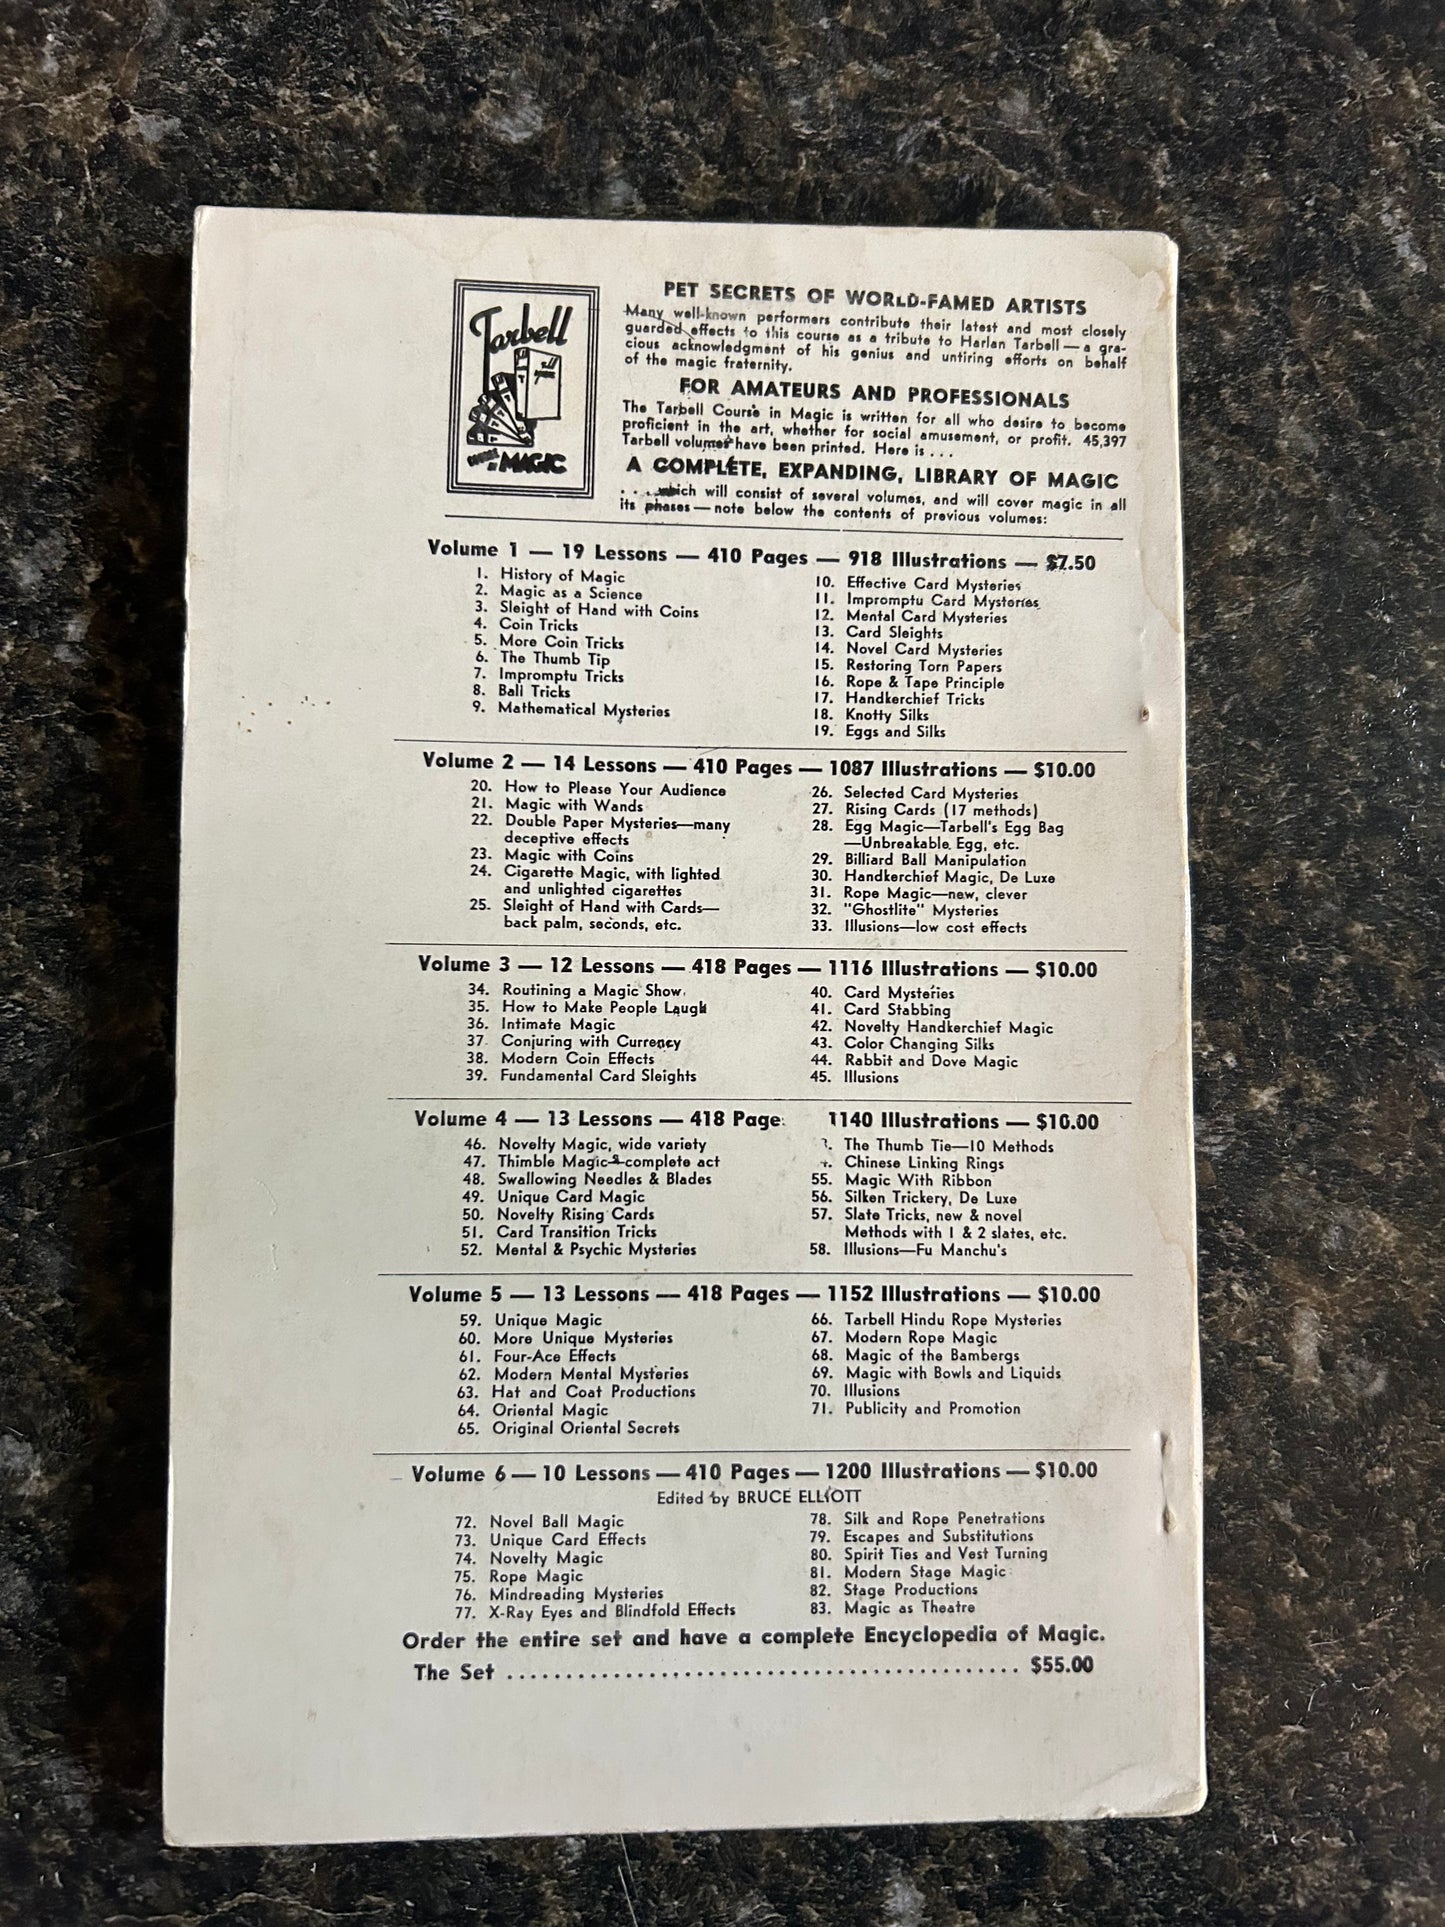 Tarbell
COURSE IN MAGIC
PET SECRETS OF WORLD-FAMED ARTISTS
Many well-known performers contribute their latest and most closely
guarded effects to this course as a tribute to Harlan Tarbell — a gra-
cious acknowledgment of his genius and untiring efforts on behalf
of the magic fraternity.
FOR AMATEURS AND PROFESSIONALS
The Tarbell Course in Magic is written for all who desire to become
proficient in the art, whether for social amusement, or profit. 45,397
Tarbell volumes have been printed. Here is . . .
A COMPLETE, EXPANDING, LIBRARY OF MAGIC
. . . which will consist of several volumes, and will cover magic in all
its phases — note below the contents of previous volumes:
Volume 1 — 19 Lessons — 410 Pages — 918 Illustrations — $7.50
1. History of Magic
2. Magic as a Science
3. Sleight of Hand with Coins
4. Coin Tricks
5. More Coin Tricks
6. The Thumb Tip
7. Impromptu Tricks
8. Ball Tricks
9. Mathematical Mysteries
10. Effective Card Mysteries
11. Impromptu Card Mysteries
12. Mental Card Mysteries
13. Card Sleights
14. Novel Card Mysteries
15. Restoring Torn Papers
16. Rope & Tape Principle
17. Handkerchief Tricks
18. Knotty Silks
19. Eggs and Silks
Volume 2 — 14 Lessons — 410 Pages — 1087 Illustrations — $10.00
20. How to Please Your Audience
21. Magic with Wands
22. Double Paper Mysteries—many
deceptive effects
23. Magic with Coins
24. Cigarette Magic, with lighted
and unlighted cigarettes
25. Sleight of Hand with Cards—
back palm, seconds, etc.
26. Selected Card Mysteries
27. Rising Cards (17 methods)
28. Egg Magic—Tarbell's Egg Bag
—Unbreakable Egg, etc.
29. Billiard Ball Manipulation
30. Handkerchief Magic, De Luxe
31. Rope Magic—new, clever
32. "Ghostlite" Mysteries
33. Illusions—low cost effects
Volume 3 — 12 Lessons — 418 Pages — 1116 Illustrations — $10.00
34. Routining a Magic Show
35. How to Make People Laugh
36. Intimate Magic
37. Conjuring with Currency
38. Modern Coin Effects
39. Fundamental Card Sleights
40. Card Mysteries
41. Card Stabbing
42. Novelty Handkerchief Magic
43. Color Changing Silks
44. Rabbit and Dove Magic
45. Illusions
Volume 4 — 13 Lessons — 418 Page 1140 Illustrations — $10.00
46. Novelty Magic, wide variety
47. Thimble Magic—complete act
48. Swallowing Needles & Blades
49. Unique Card Magic
50. Novelty Rising Cards
51. Card Transition Tricks
52. Mental & Psychic Mysteries
The Thumb Tie—10 Methods
Chinese Linking Rings
55. Magic With Ribbon
56. Silken Trickery, De Luxe
57. Slate Tricks, new & novel
Methods with 1 & 2 slates, etc.
58. Illusions—Fu Manchu's
Volume 5 — 13 Lessons — 418 Pages — 1152 Illustrations — $10.00
59. Unique Magic
60. More Unique Mysteries
61. Four-Ace Effects
62. Modern Mental Mysteries
63. Hat and Coat Productions
64. Oriental Magic
65. Original Oriental Secrets
66. Tarbell Hindu Rope Mysteries
67. Modern Rope Magic
68. Magic of the Bambergs
69. Magic with Bowls and Liquids
70. Illusions
71. Publicity and Promotion
Volume 6 — 10 Lessons — 410 Pages — 1200 Illustrations — $10.00
Edited by BRUCE ELLIOTT
72. Novel Ball Magic
73. Unique Card Effects
74. Novelty Magic
75. Rope Magic
76. Mindreading Mysteries
77. X-Ray Eyes and Blindfold Effects
78. Silk and Rope Penetrations
79. Escapes and Substitutions
80. Spirit Ties and Vest Turning
81. Modern Stage Magic
82. Stage Productions
83. Magic as Theatre
Order the entire set and have a complete Encyclopedia of Magic.
The Set . . . . . . . . . . . . . . . . . . . . . . . . . . . . . . . . . . . . . . . . . . $55.00